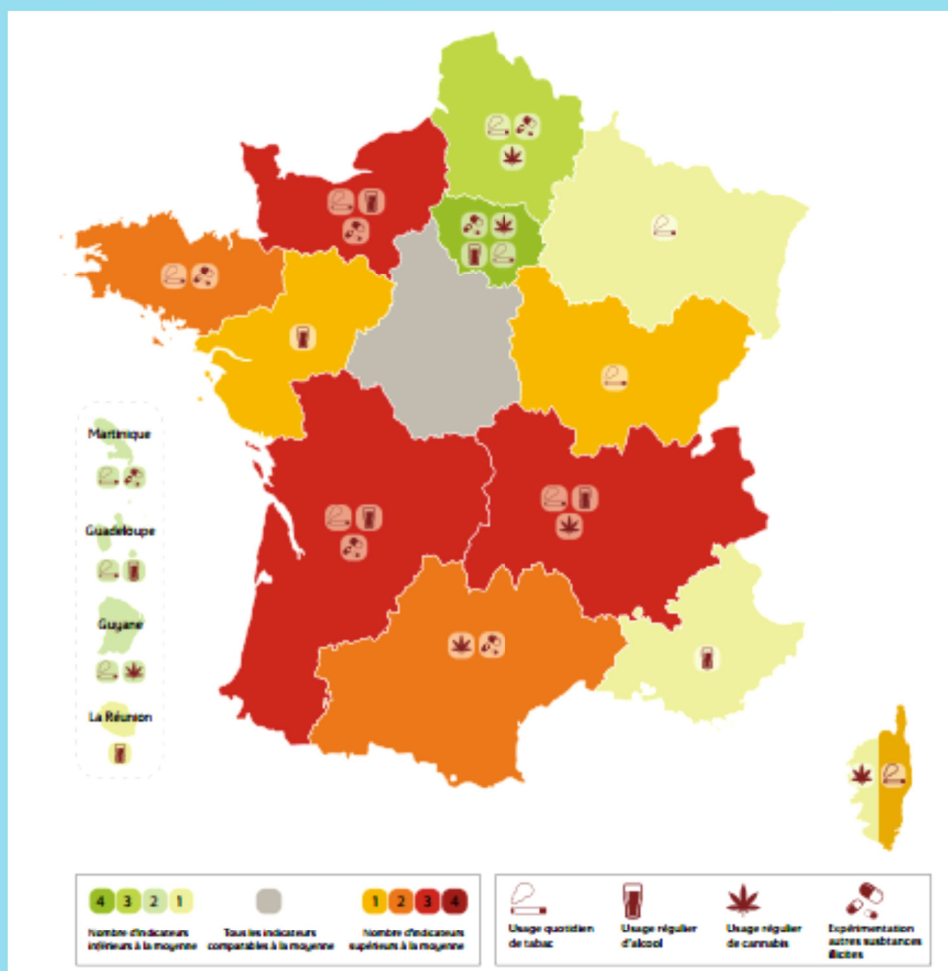 Martinique
Guadeloupe
Guyane
La Réunion
4 3 2 1
Nombre d'indicateurs
inférieurs à la moyenne
Tous les indicateurs
comparables à la moyenne
1 2 3 4
Nombre d'indicateurs
supérieurs à la moyenne
Usage quotidien
de tabac
Usage régulier
d'alcool
Usage régulier
de cannabis
Expérimentation
autres susbtances
illicites